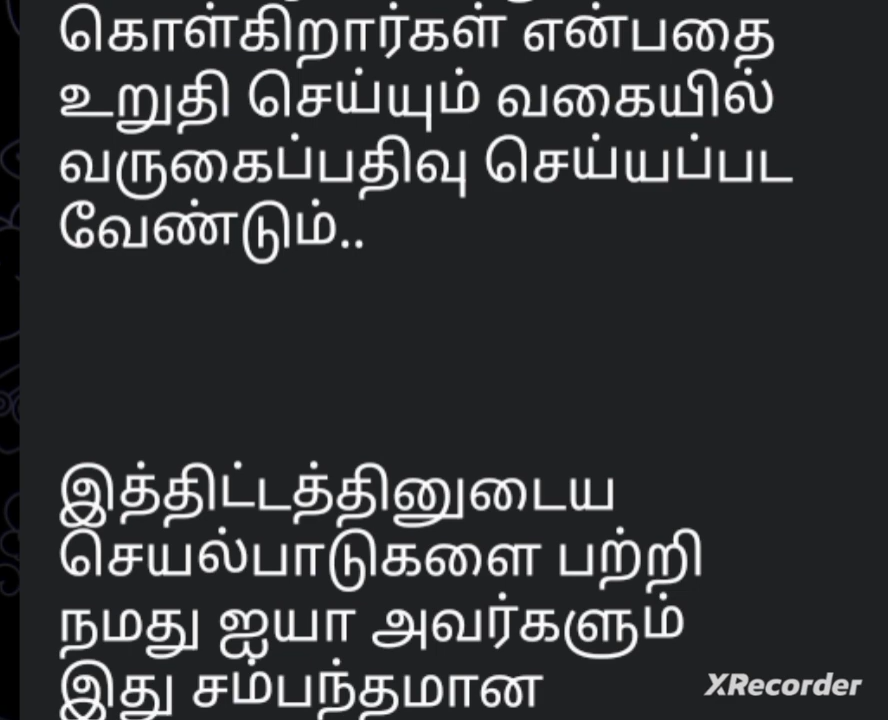 கொள்கிறார்கள் என்பதை
உறுதி செய்யும் வகையில்
வருகைப்பதிவு செய்யப்பட
வேண்டும்..
இத்திட்டத்தினுடைய
செயல்பாடுகளை பற்றி
நமது ஐயா அவர்களும்
இது சம்பந்தமான
XRecorder